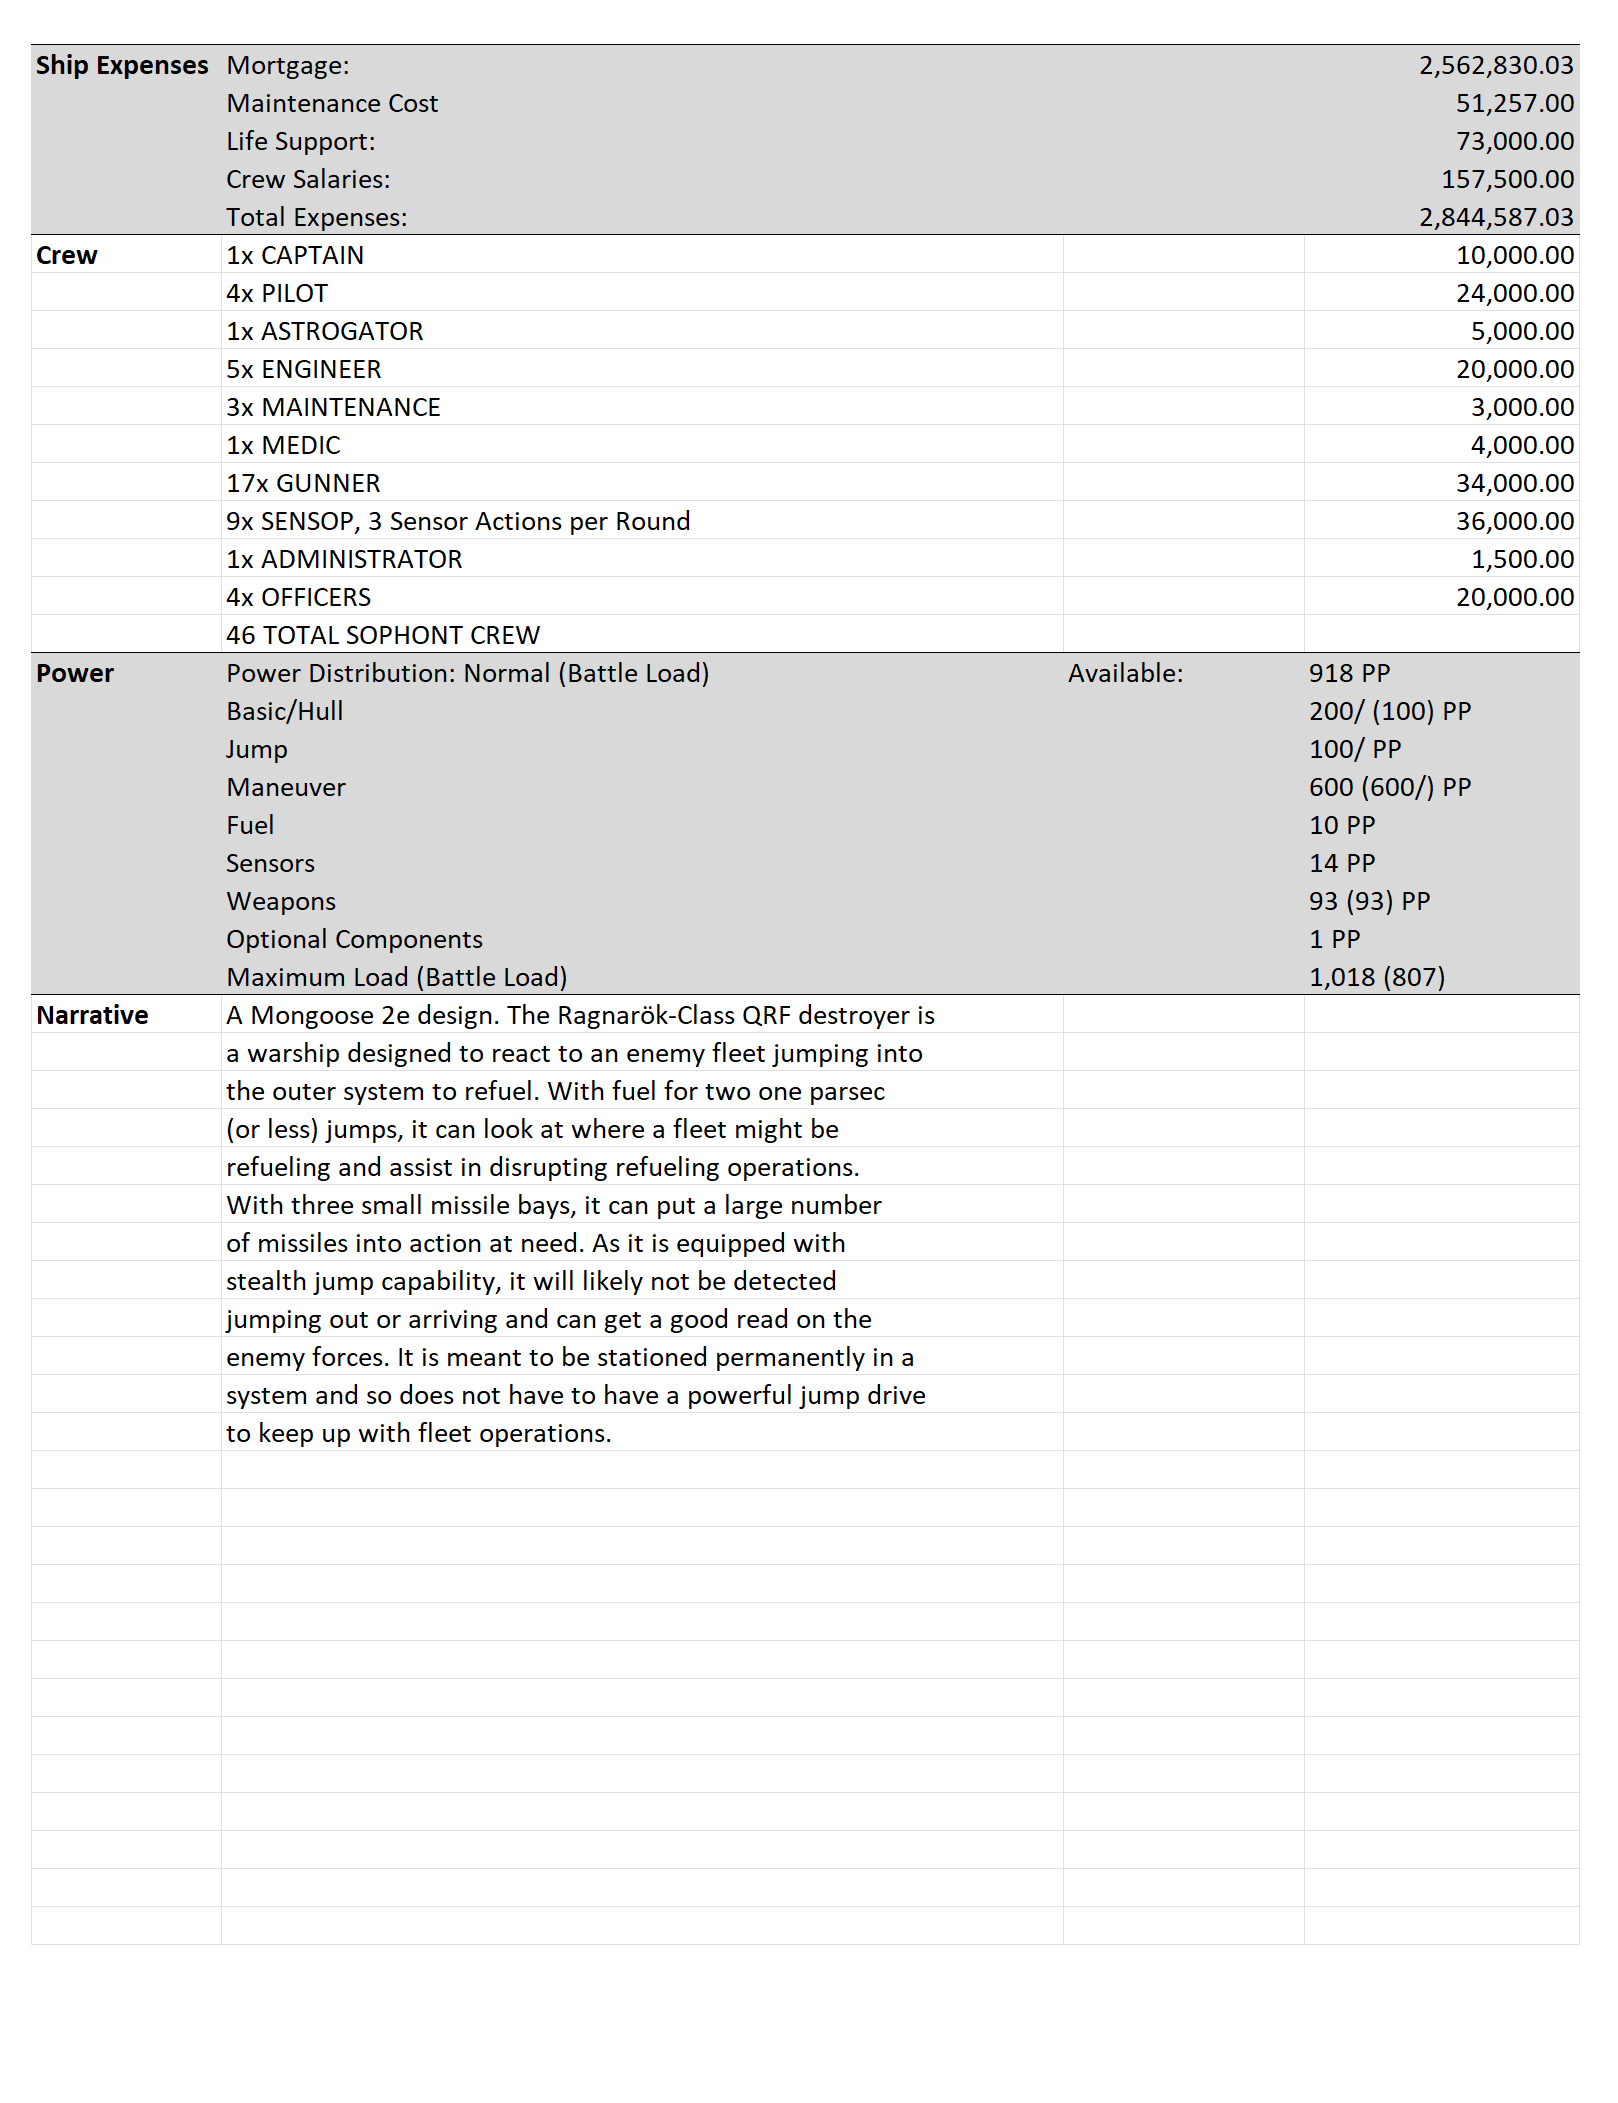 Ship Expenses Mortgage: 2,562,830.03
Maintenance Cost 51,257.00
Life Support: 73,000.00
Crew Salaries: 157,500.00
Total Expenses: 2,844,587.03
Crew 1x CAPTAIN 10,000.00
4x PILOT 24,000.00
1x ASTROGATOR 5,000.00
5x ENGINEER 20,000.00
3x MAINTENANCE 3,000.00
1x MEDIC 4,000.00
17x GUNNER 34,000.00
9x SENSOP, 3 Sensor Actions per Round 36,000.00
1x ADMINISTRATOR 1,500.00
4x OFFICERS 20,000.00
46 TOTAL SOPHONT CREW
Power Power Distribution: Normal (Battle Load) Available: 918 PP
Basic/Hull 200/ (100) PP
Jump 100/ PP
Maneuver 600 (600/) PP
Fuel 10 PP
Sensors 14 PP
Weapons 93 (93) PP
Optional Components 1 PP
Maximum Load (Battle Load) 1,018 (807)
Narrative A Mongoose 2e design. The Ragnarök-Class QRF destroyer is
a warship designed to react to an enemy fleet jumping into
the outer system to refuel. With fuel for two one parsec
(or less) jumps, it can look at where a fleet might be
refueling and assist in disrupting refueling operations.
With three small missile bays, it can put a large number
of missiles into action at need. As it is equipped with
stealth jump capability, it will likely not be detected
jumping out or arriving and can get a good read on the
enemy forces. It is meant to be stationed permanently in a
system and so does not have to have a powerful jump drive
to keep up with fleet operations.